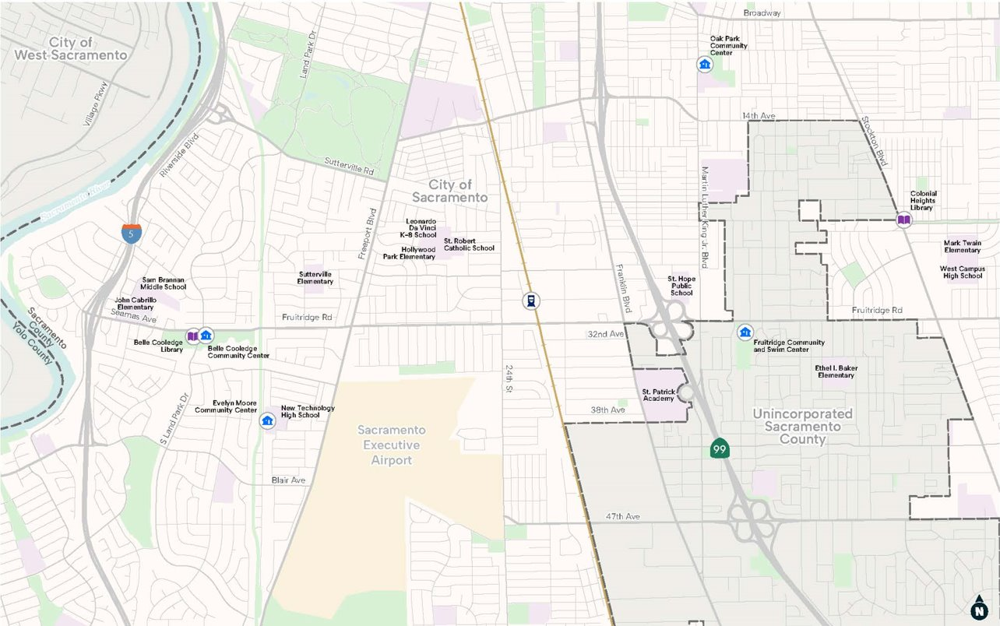 Broadway
City of
West Sacramento
Land Park Dr
Oak Park
Community
Center
Village Pkwy
14th Ave
Stockton Blvd
Riverside Blvd
Sutterville Rd
Martin Luther King Jr. Blvd
City of
Sacramento
Sacramento River
Colonial
Heights
Library
Freeport Blvd
5
Leonardo
Da Vinci
K-8 School
St. Robert
Catholic School
Hollywood
Park Elementary
Mark Twain
Elementary
West Campus
High School
Franklin Blvd
Sutterville
Elementary
St. Hope
Public
School
Sam Brannan
Middle School
John Cabrillo
Elementary
Seamas Ave
Fruitridge Rd
Fruitridge Rd
Sacramento
County
Yolo County
32nd Ave
Belle Cooledge
Library
Belle Cooledge
Community Center
Fruitridge Community
and Swim Center
Ethel I. Baker
Elementary
24th St
St. Patrick
Academy
Evelyn Moore
Community Center
New Technology
High School
38th Ave
S Land Park Dr
Sacramento
Executive
Airport
Unincorporated
Sacramento
County
99
Blair Ave
47th Ave
N